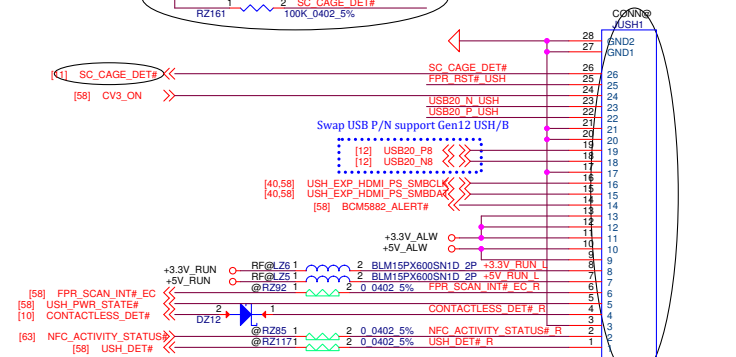 1 2 SC_CAGE_DET#
RZ161 100K_0402_5%
CONN@
JUSH1
28 GND2
27 GND1
SC_CAGE_DET# 26 26
SC_CAGE_DET#
FPR_RST#_USH 25 25
[58] CV3_ON 24 24
USB20_N_USH 23 23
USB20_P_USH 22 22
Swap USB P/N support Gen12 USH/B 21 21
20 20
[12] USB20_P8 19 19
[12] USB20_N8 18 18
17 17
[40,58] USH_EXP_HDMI_PS_SMBCLK 16 16
[40,58] USH_EXP_HDMI_PS_SMBDAT 15 15
[58] BCM5882_ALERT# 14 14
13 13
12 12
+3.3V_ALW 11 11
+5V_ALW 10 10
9 9
+3.3V_RUN RF@LZ6 1 2 BLM15PX600SN1D_2P +3.3V_RUN_L 8 8
+5V_RUN RF@LZ5 1 2 BLM15PX600SN1D_2P +5V_RUN_L 7 7
[58] FPR_SCAN_INT#_EC @RZ92 1 2 0_0402_5% FPR_SCAN_INT#_EC_R 6 6
[58] USH_PWR_STATE# 5 5
[10] CONTACTLESS_DET# 2 1 CONTACTLESS_DET#_R 4 4
DZ12
3 3
[63] NFC_ACTIVITY_STATUS# @RZ85 1 2 0_0402_5% NFC_ACTIVITY_STATUS#_R 2 2
[58] USH_DET# @RZ117 1 2 0_0402_5% USH_DET#_R 1 1